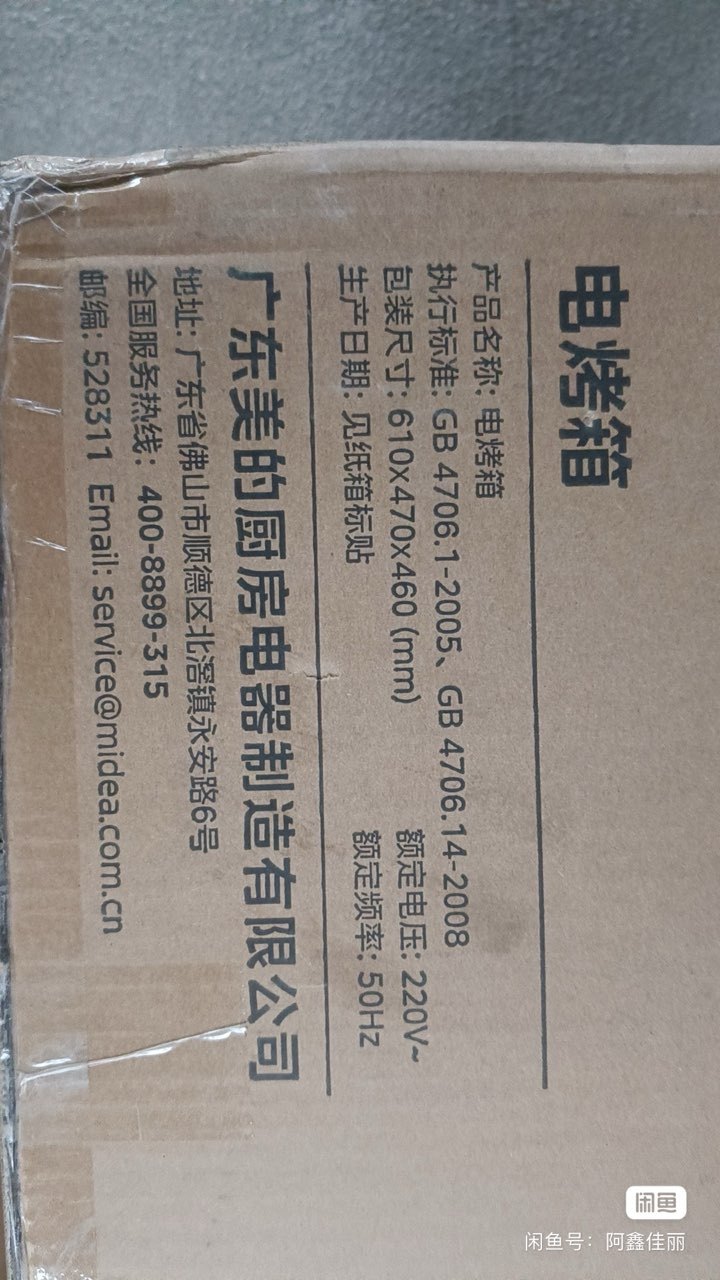 电烤箱
产品名称: 电烤箱
执行标准: GB 4706.1-2005、GB 4706.14-2008
包装尺寸: 610x470x460 (mm)
额定电压: 220V~
生产日期: 见纸箱标贴
额定频率: 50Hz
广东美的厨房电器制造有限公司
地址: 广东省佛山市顺德区北滘镇永安路6号
全国服务热线: 400-8899-315
邮编: 528311 Email: service@midea.com.cn
闲鱼
闲鱼号: 阿鑫佳丽